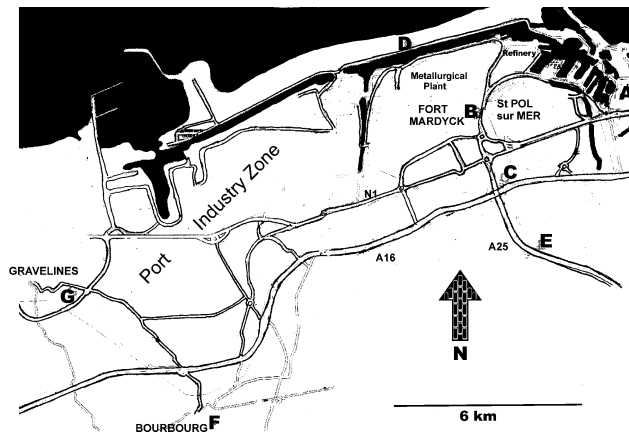 D
Refinery
A
Metallurgical
Plant
FORT
MARDYCK
B
St POL
sur MER
C
N1
Port Industry Zone
A16
A25
E
GRAVELINES
G
N
6 km
BOURBOURG
F